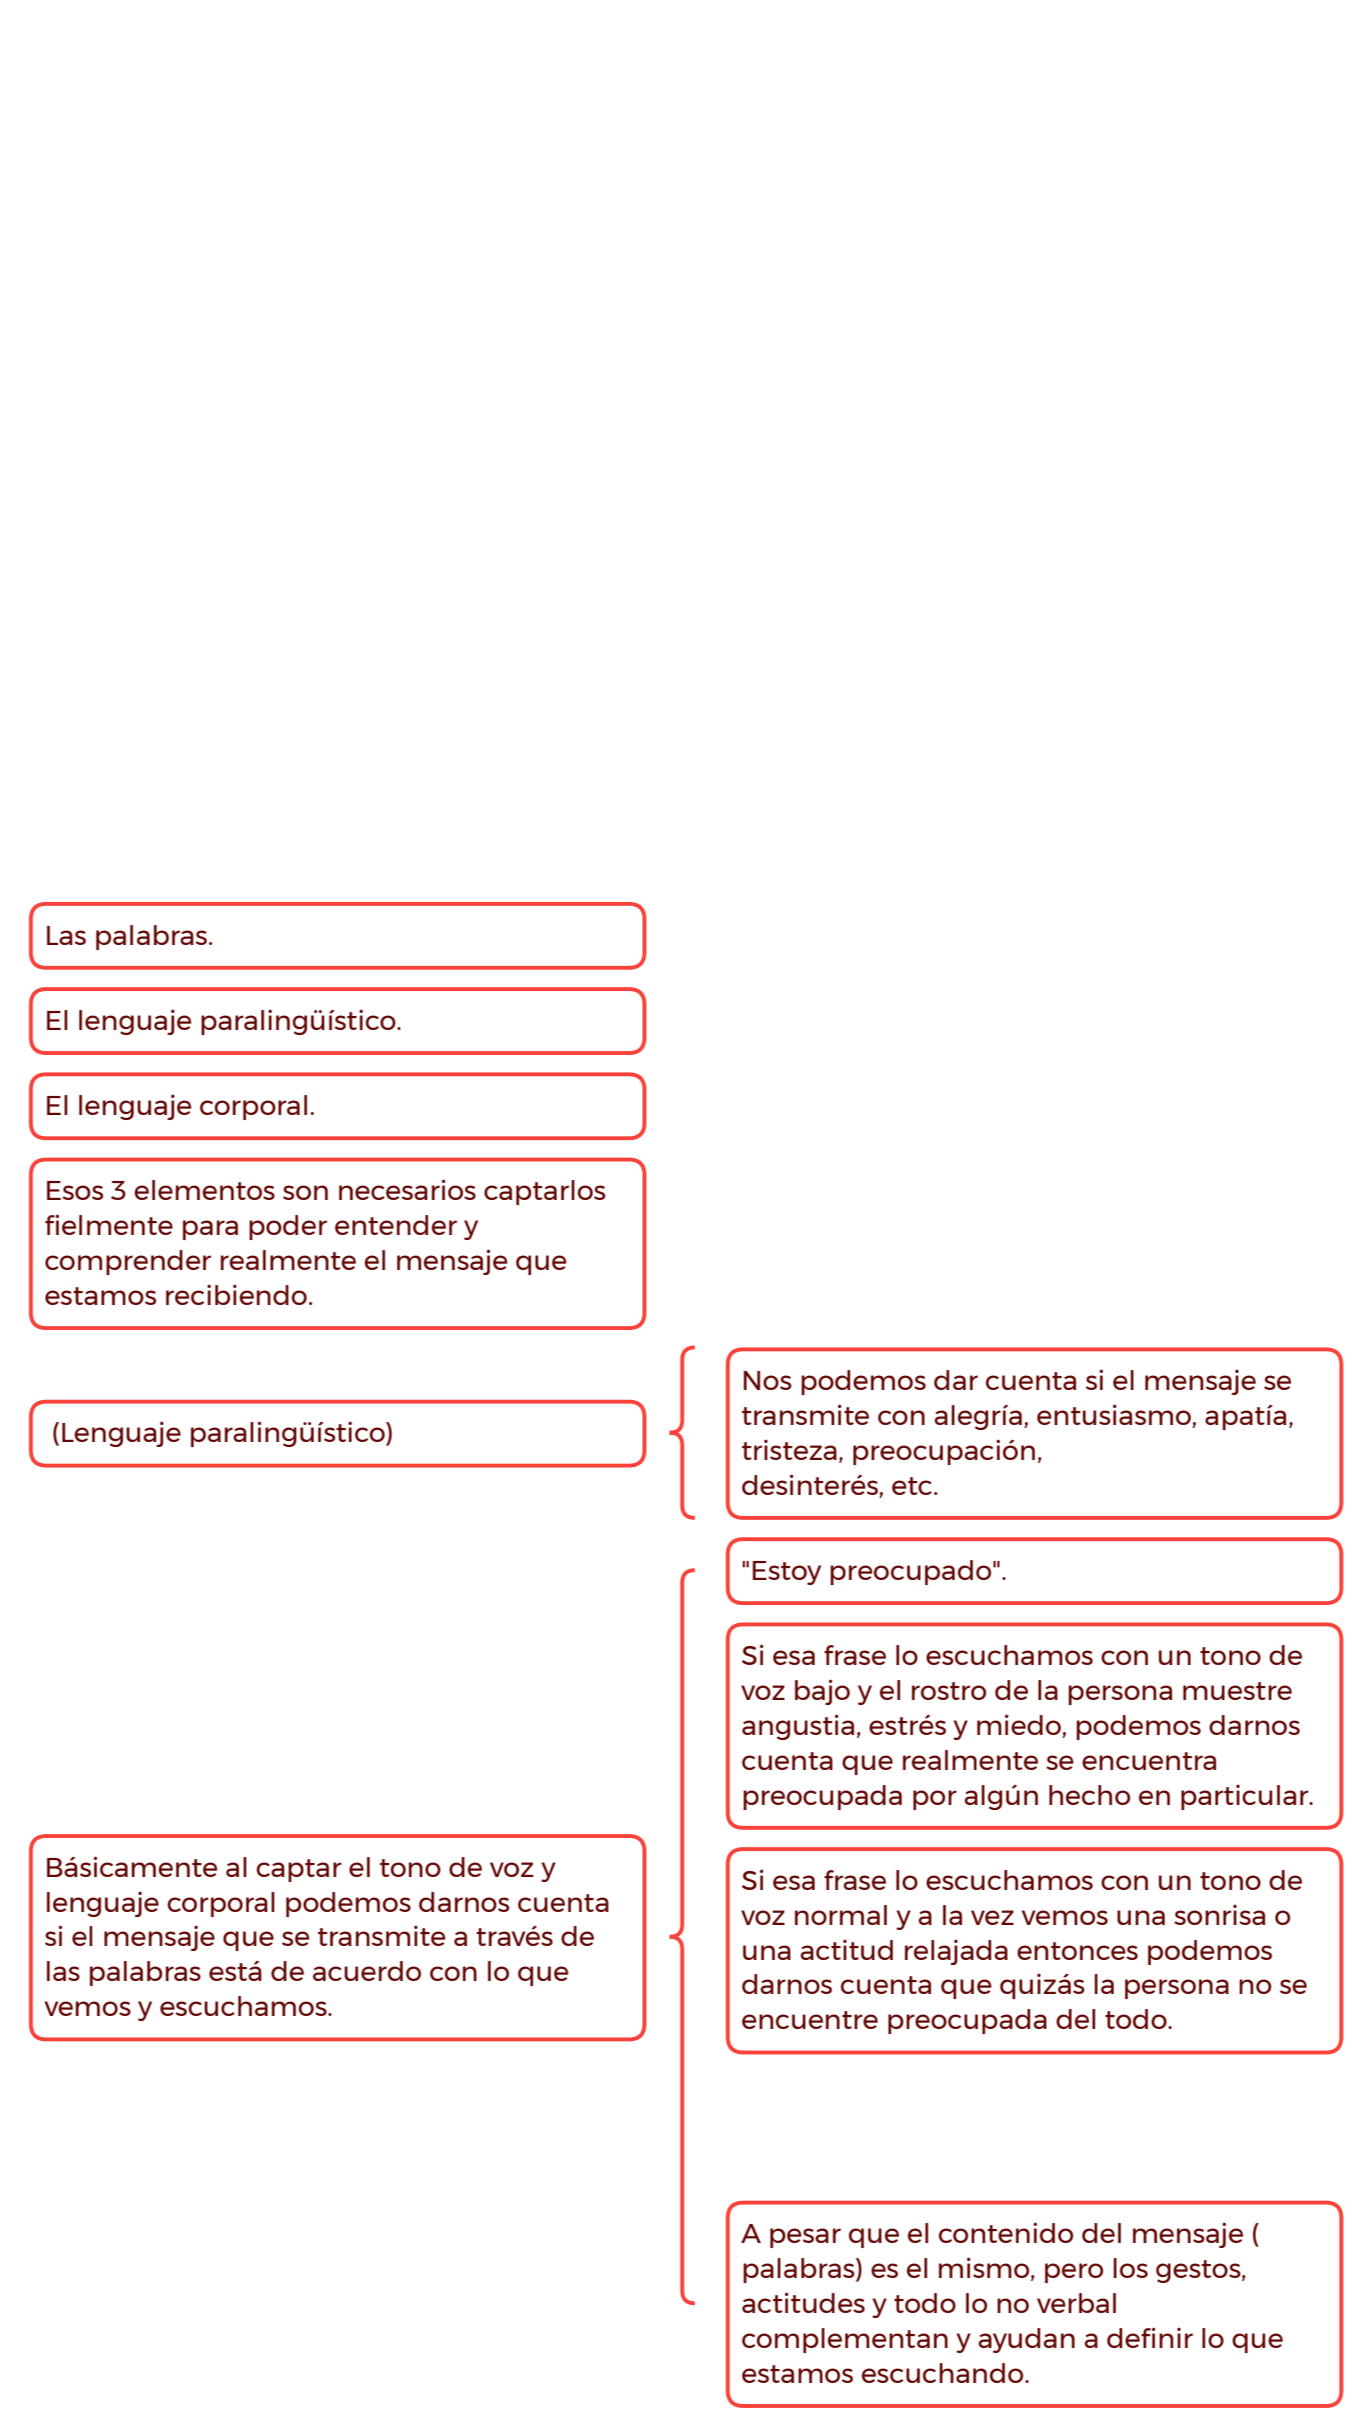 Las palabras.
El lenguaje paralingüístico.
El lenguaje corporal.
Esos 3 elementos son necesarios captarlos
fielmente para poder entender y
comprender realmente el mensaje que
estamos recibiendo.
(Lenguaje paralingüístico)
Nos podemos dar cuenta si el mensaje se
transmite con alegría, entusiasmo, apatía,
tristeza, preocupación,
desinterés, etc.
Básicamente al captar el tono de voz y
lenguaje corporal podemos darnos cuenta
si el mensaje que se transmite a través de
las palabras está de acuerdo con lo que
vemos y escuchamos.
"Estoy preocupado".
Si esa frase lo escuchamos con un tono de
voz bajo y el rostro de la persona muestre
angustia, estrés y miedo, podemos darnos
cuenta que realmente se encuentra
preocupada por algún hecho en particular.
Si esa frase lo escuchamos con un tono de
voz normal y a la vez vemos una sonrisa o
una actitud relajada entonces podemos
darnos cuenta que quizás la persona no se
encuentre preocupada del todo.
A pesar que el contenido del mensaje (
palabras) es el mismo, pero los gestos,
actitudes y todo lo no verbal
complementan y ayudan a definir lo que
estamos escuchando.